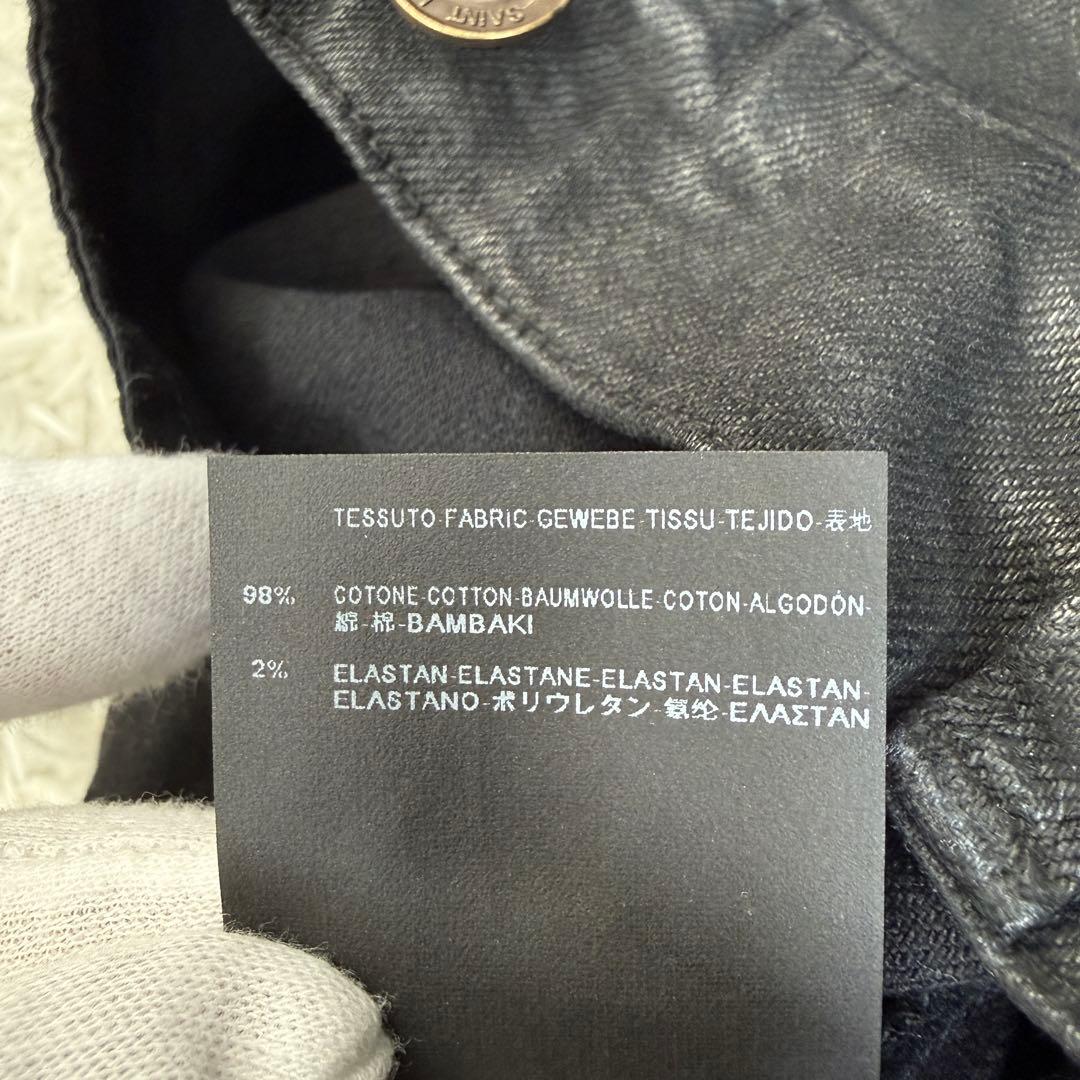 SAINT
TESSUTO-FABRIC-GEWEBE-TISSU-TEJIDO-表地
98% COTONE-COTTON-BAUMWOLLE-COTON-ALGODÓN-
綿-棉-BAMBAKI
2% ELASTAN-ELASTANE-ELASTAN-ELASTAN-
ELASTANO-ポリウレタン-氨纶-ΕΛΑΣΤΑΝ